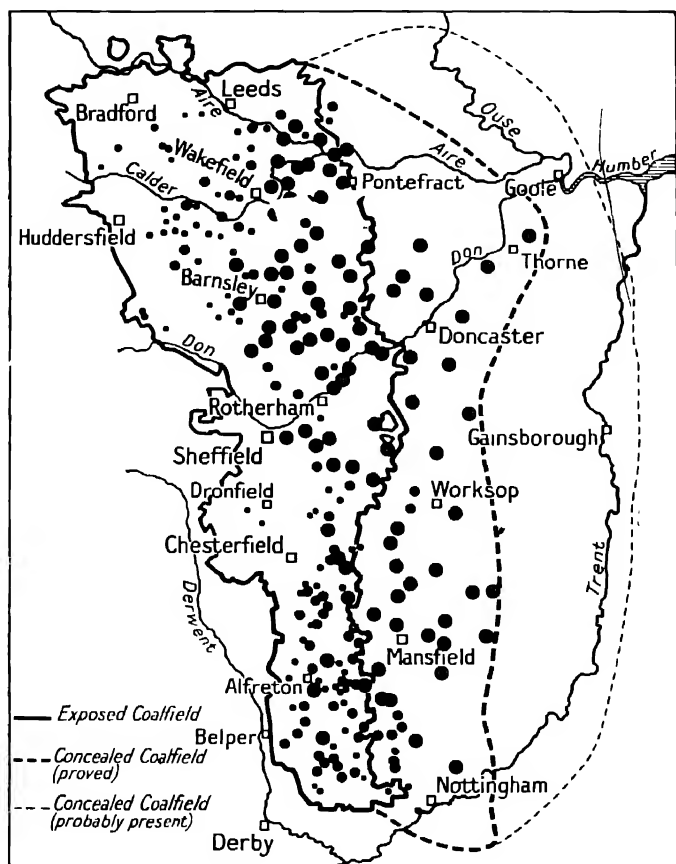 Leeds
Bradford
Aire
Ouse
Wakefield
Aire
Humber
Calder
Pontefract
Goole
Huddersfield
Don
Thorne
Barnsley
Doncaster
Don
Rotherham
Gainsborough
Sheffield
Dronfield
Worksop
Chesterfield
Derwent
Trent
Mansfield
Alfreton
Exposed Coalfield
Belper
Concealed Coalfield
(proved)
Concealed Coalfield
(probably present)
Nottingham
Derby